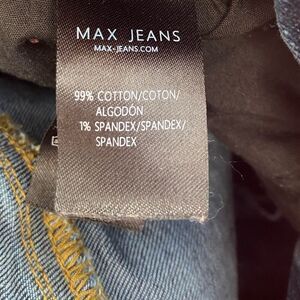 MAX JEANS
MAX-JEANS.COM
99% COTTON/COTON/
ALGODÓN
1% SPANDEX/SPANDEX/
SPANDEX